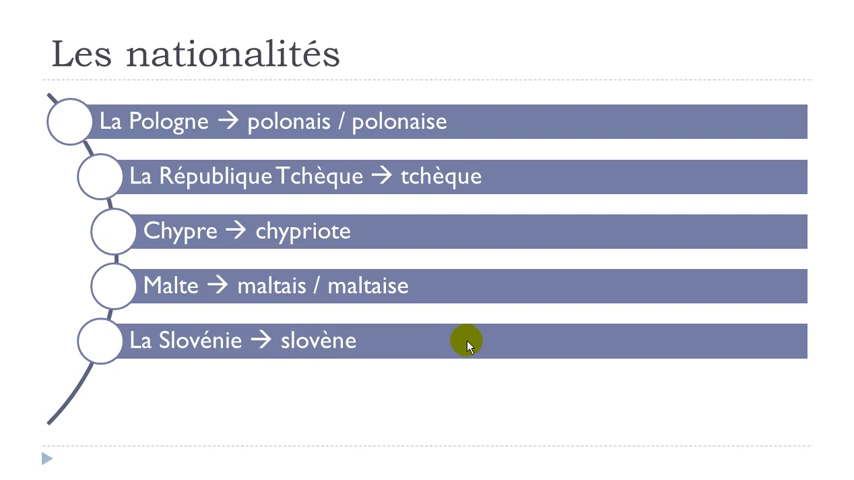 Les nationalités
La Pologne → polonais / polonaise
La République Tchèque → tchèque
Chypre → chypriote
Malte → maltais / maltaise
La Slovénie → slovène